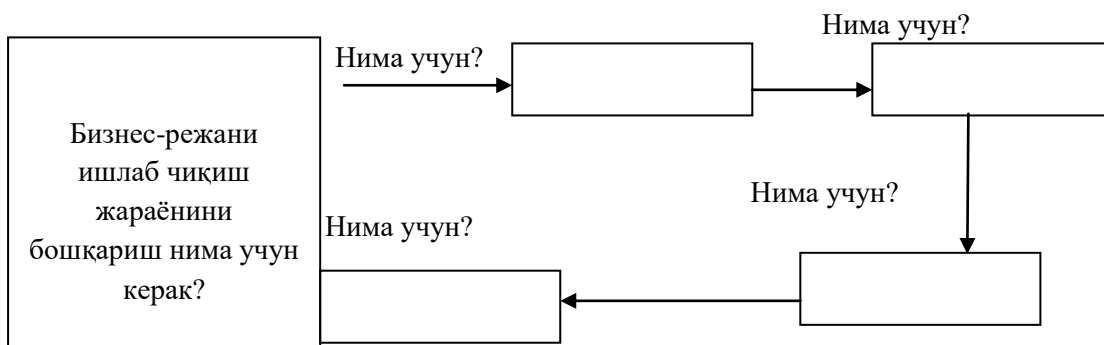 Нима учун?
Нима учун?
Бизнес-режани
ишлаб чиқиш
жараёнини
бошқариш нима учун
керак?
Нима учун?
Нима учун?